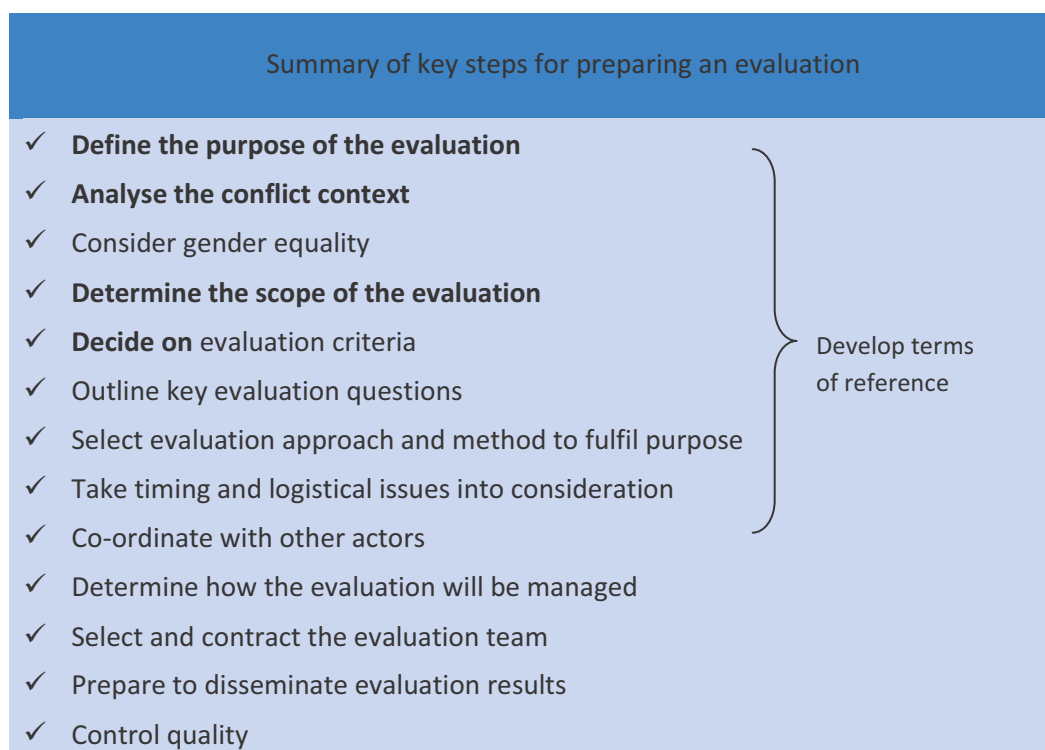 Summary of key steps for preparing an evaluation
✓ Define the purpose of the evaluation
✓ Analyse the conflict context
✓ Consider gender equality
✓ Determine the scope of the evaluation
✓ Decide on evaluation criteria
✓ Outline key evaluation questions
✓ Select evaluation approach and method to fulfil purpose
✓ Take timing and logistical issues into consideration
✓ Co-ordinate with other actors
Develop terms
of reference
✓ Determine how the evaluation will be managed
✓ Select and contract the evaluation team
✓ Prepare to disseminate evaluation results
✓ Control quality